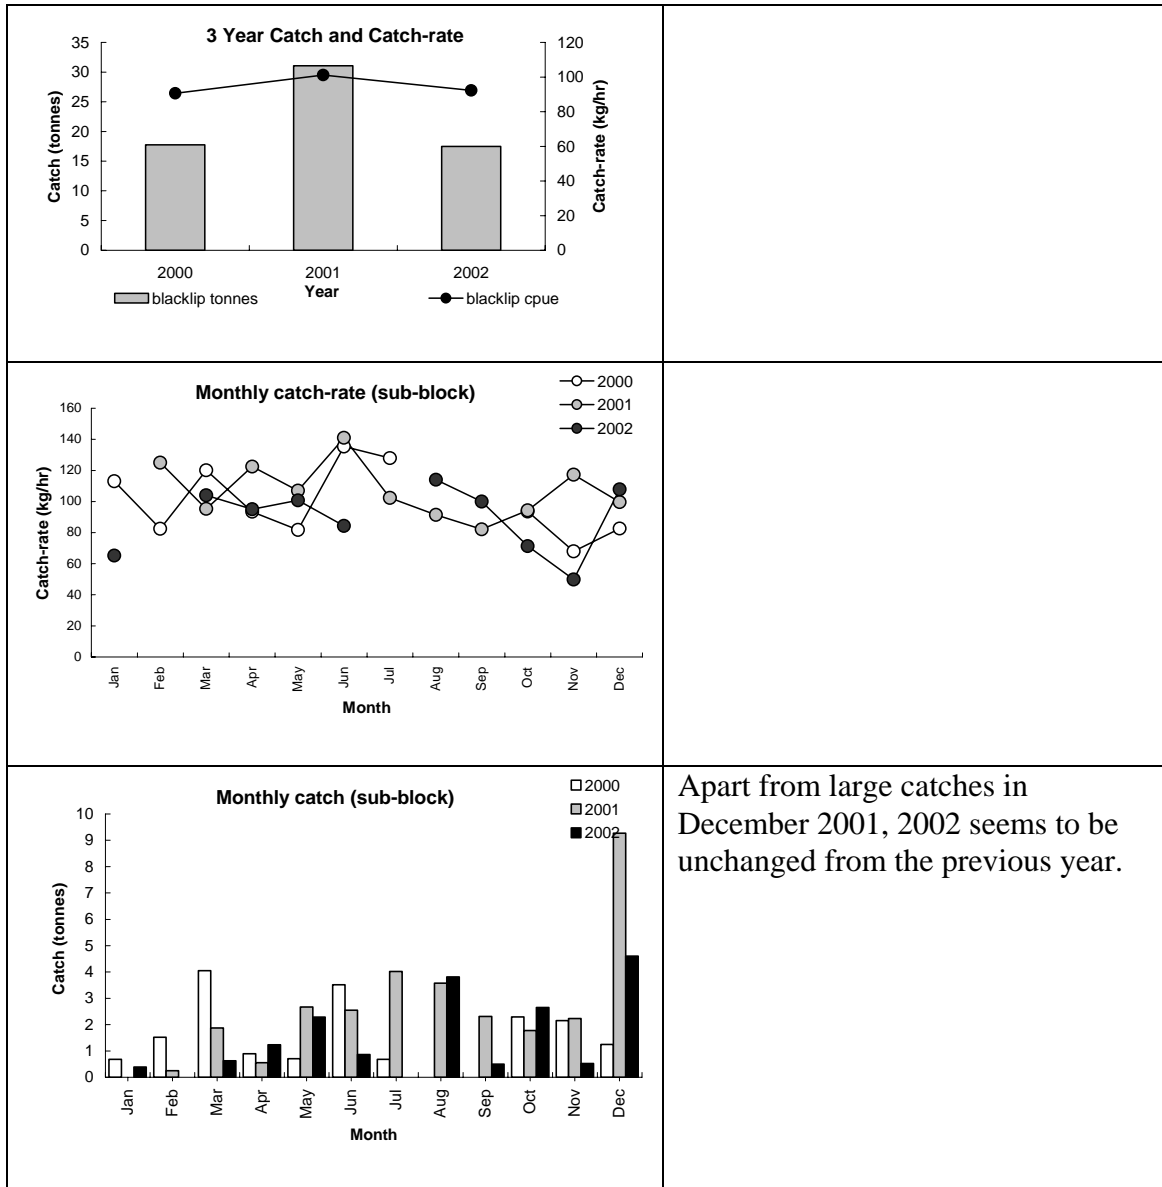 3 Year Catch and Catch-rate
35
30
25
20
15
10
5
0
Catch (tonnes)
120
100
80
60
40
20
0
Catch-rate (kg/hr)
2000
2001
2002
Year
blacklip tonnes
blacklip cpue
Monthly catch-rate (sub-block)
2000
2001
2002
160
140
120
100
80
60
40
20
0
Catch-rate (kg/hr)
Jan
Feb
Mar
Apr
May
Jun
Jul
Aug
Sep
Oct
Nov
Dec
Month
Monthly catch (sub-block)
2000
2001
2002
10
9
8
7
6
5
4
3
2
1
0
Catch (tonnes)
Jan
Feb
Mar
Apr
May
Jun
Jul
Aug
Sep
Oct
Nov
Dec
Month
Apart from large catches in
December 2001, 2002 seems to be
unchanged from the previous year.